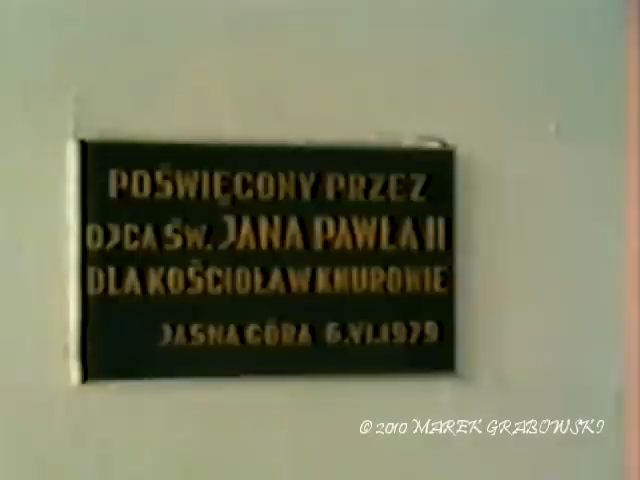 POŚWIĘCONY PRZEZ
OJCA ŚW. JANA PAWŁA II
DLA KOŚCIOŁA W KNUROWIE
JASNA GÓRA 6.VI.1979
© 2010 MAREK GRABOWSKI